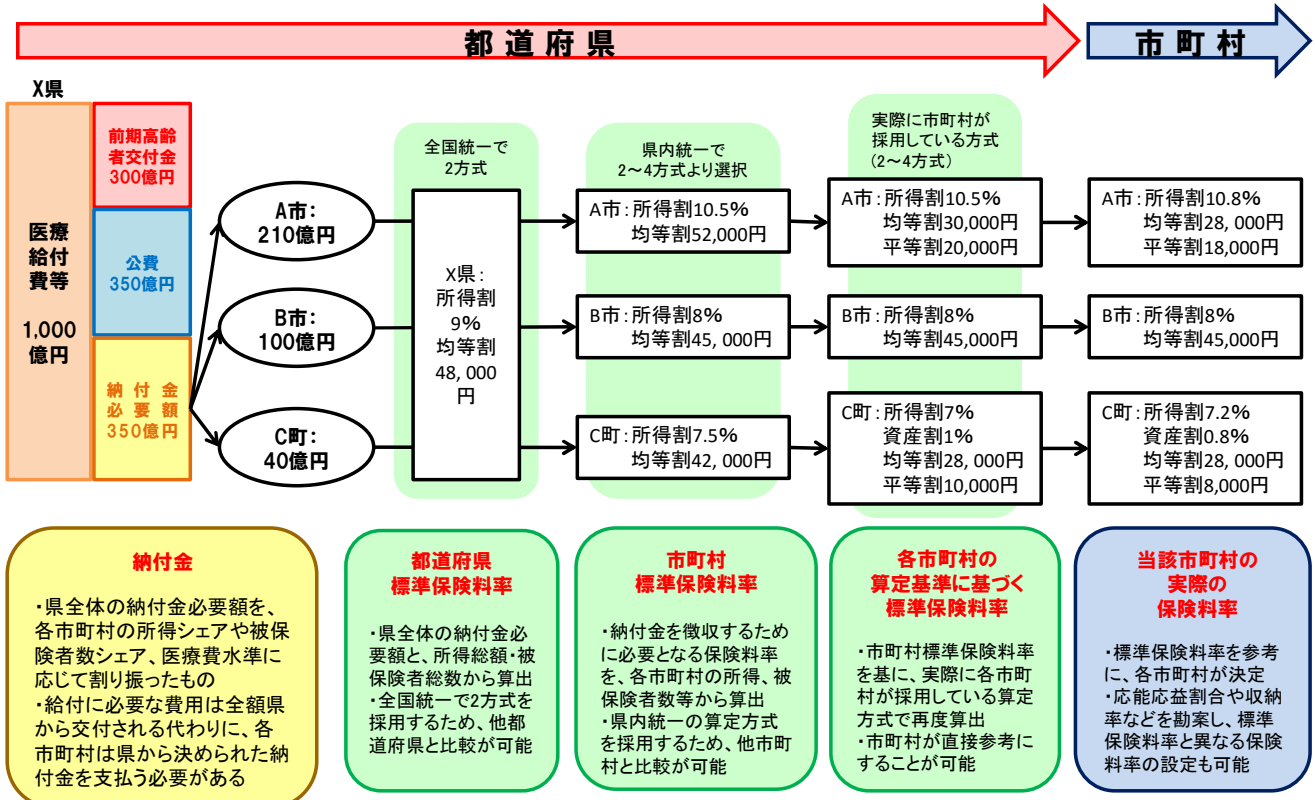 都道府県
市町村
X県
医療
給付
費等
1,000
億円
前期高齢
者交付金
300億円
公費
350億円
納付金
必要額
350億円
A市：
210億円
B市：
100億円
C町：
40億円
全国統一で
2方式
X県：
所得割
9％
均等割
48,000
円
県内統一で
2～4方式より選択
A市：所得割10.5%
均等割52,000円
B市：所得割8%
均等割45,000円
C町：所得割7.5%
均等割42,000円
実際に市町村が
採用している方式
(2～4方式)
A市：所得割10.5%
均等割30,000円
平等割20,000円
B市：所得割8%
均等割45,000円
C町：所得割7%
資産割1%
均等割28,000円
平等割10,000円
A市：所得割10.8%
均等割28,000円
平等割18,000円
B市：所得割8%
均等割45,000円
C町：所得割7.2%
資産割0.8%
均等割28,000円
平等割8,000円
納付金
・県全体の納付金必要額を、
各市町村の所得シェアや被保
険者数シェア、医療費水準に
応じて割り振ったもの
・給付に必要な費用は全額県
から交付される代わりに、各
市町村は県から決められた納
付金を支払う必要がある
都道府県
標準保険料率
・県全体の納付金必
要額と、所得総額・被
保険者総数から算出
・全国統一で2方式を
採用するため、他都
道府県と比較が可能
市町村
標準保険料率
・納付金を徴収するため
に必要となる保険料率
を、各市町村の所得、被
保険者数等から算出
・県内統一の算定方式
を採用するため、他市町
村と比較が可能
各市町村の
算定基準に基づく
標準保険料率
・市町村標準保険料率
を基に、実際に各市町
村が採用している算定
方式で再度算出
・市町村が直接参考に
することが可能
当該市町村の
実際の
保険料率
・標準保険料率を参考
に、各市町村が決定
・応能応益割合や収納
率などを勘案し、標準
保険料率と異なる保険
料率の設定も可能